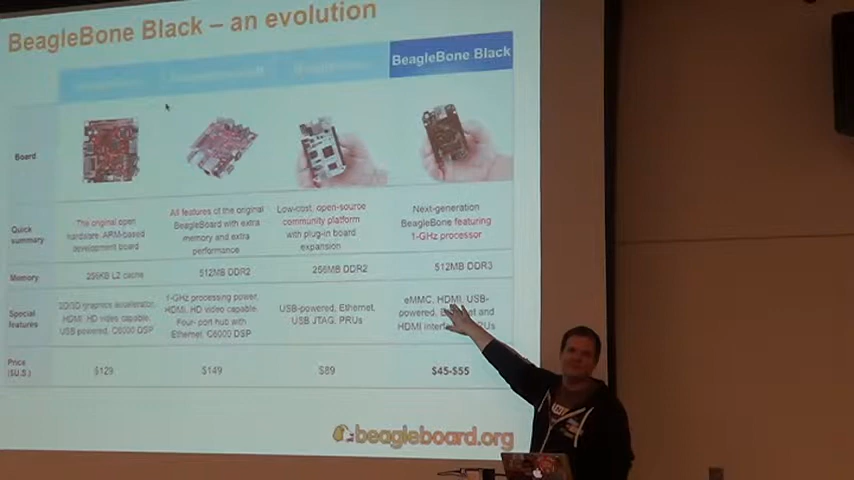 BeagleBone Black – an evolution
BeagleBone Black
Board
Quick
summary
The original open
hardware, ARM-based
development board
All features of the original
BeagleBoard with extra
memory and extra
performance
Low-cost, open-source
community platform
with plug-in board
expansion
Next-generation
BeagleBone featuring
1-GHz processor
Memory
256KB L2 cache
512MB DDR2
256MB DDR2
512MB DDR3
Special
features
2D/3D graphics accelerator,
HDMI, HD video capable,
USB powered, C6000 DSP
1-GHz processing power,
HDMI, HD video capable,
Four- port hub with
Ethernet, C6000 DSP
USB-powered, Ethernet,
USB JTAG, PRUs
eMMC, HDMI, USB-
powered, and
HDMI
Price
($U.S.)
$129
$149
$89
$45-$55
beagleboard.org